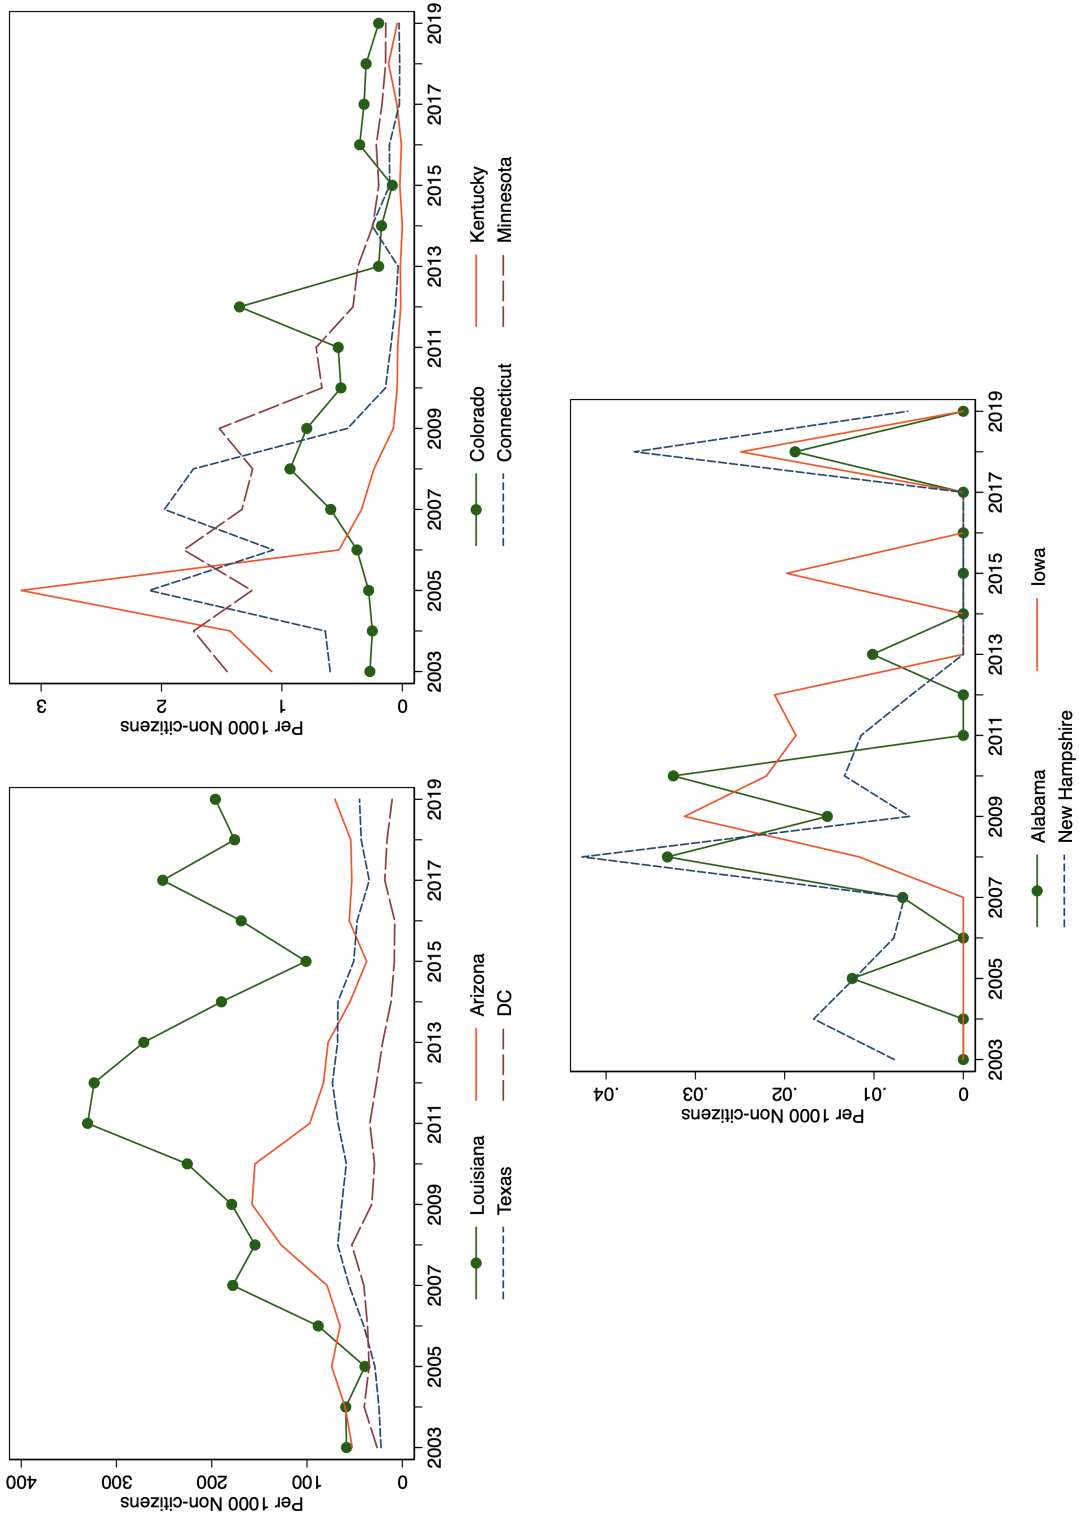 Per 1000 Non-citizens
400
300
200
100
0
2003
2005
2007
2009
2011
2013
2015
2017
2019
Louisiana
Arizona
Texas
DC
Per 1000 Non-citizens
3
2
1
0
2003
2005
2007
2009
2011
2013
2015
2017
2019
Colorado
Kentucky
Connecticut
Minnesota
Per 1000 Non-citizens
.04
.03
.02
.01
0
2003
2005
2007
2009
2011
2013
2015
2017
2019
Alabama
Iowa
New Hampshire